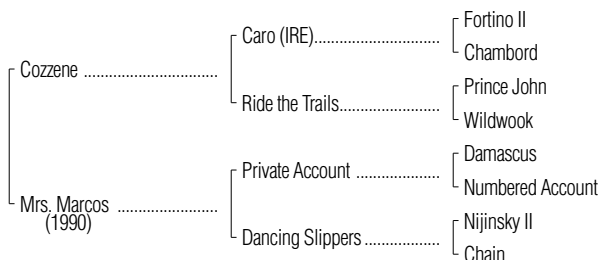 Fortino II
Caro (IRE)..............................
Chambord
Cozzene ................................
Prince John
Ride the Trails........................
Wildwook
Damascus
Private Account ....................
Numbered Account
Mrs. Marcos ........................
(1990)
Nijinsky II
Dancing Slippers ..................
Chain